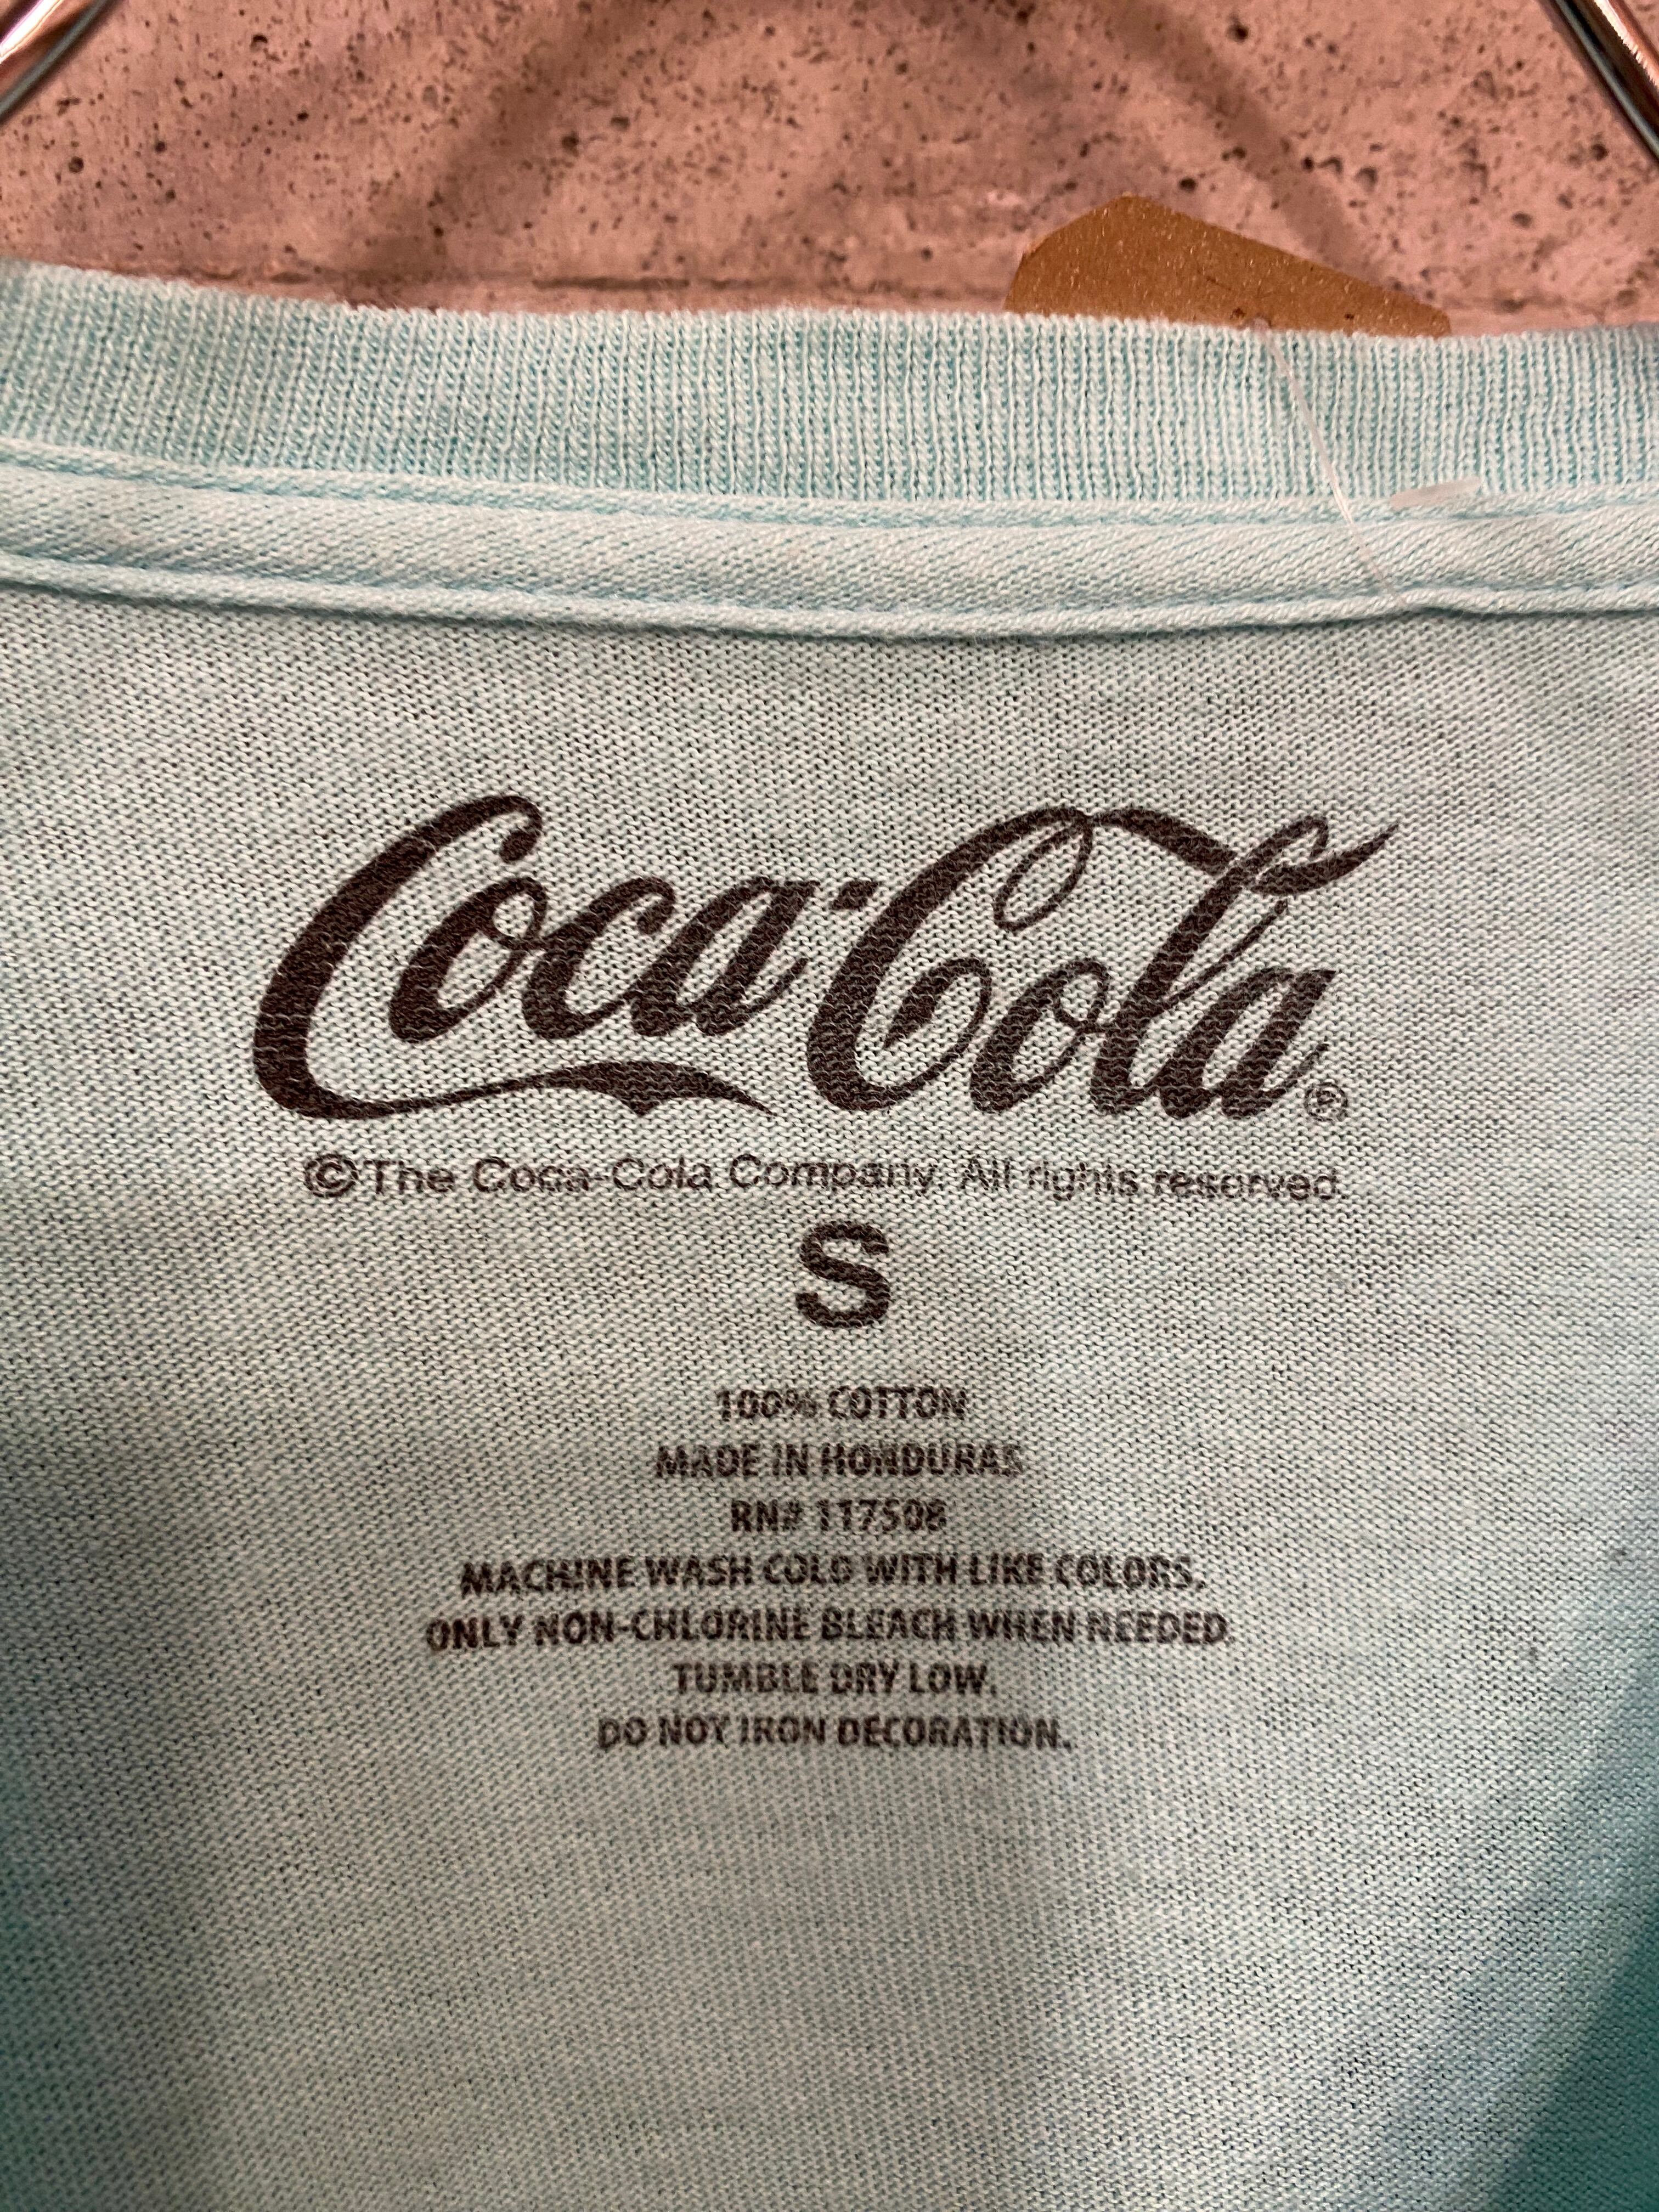 Coca-Cola®
©The Coca-Cola Company. All rights reserved.
S
100% COTTON
MADE IN HONDURAS
RN# 117508
MACHINE WASH COLD WITH LIKE COLORS.
ONLY NON-CHLORINE BLEACH WHEN NEEDED.
TUMBLE DRY LOW.
DO NOT IRON DECORATION.